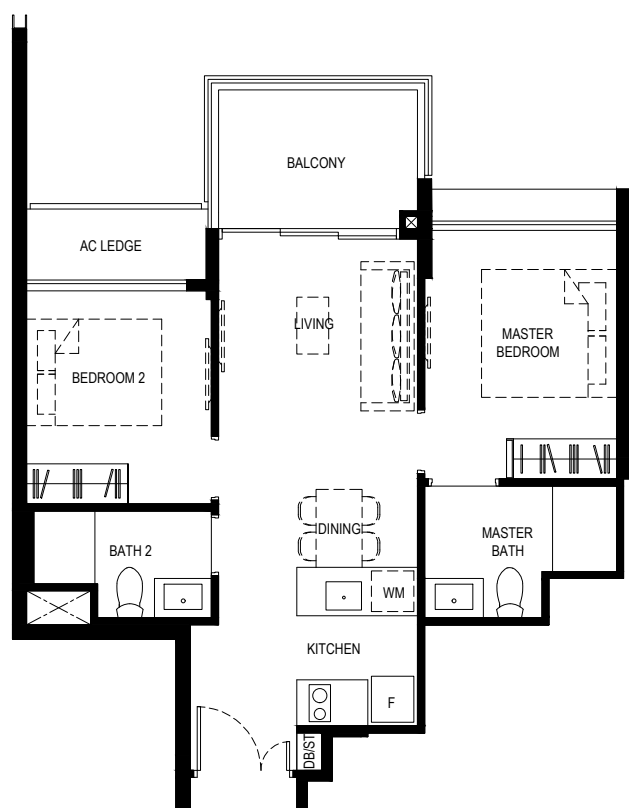 BALCONY
AC LEDGE
LIVING
MASTER
BEDROOM
BEDROOM 2
DINING
BATH 2
MASTER
BATH
WM
KITCHEN
F
DB/ST